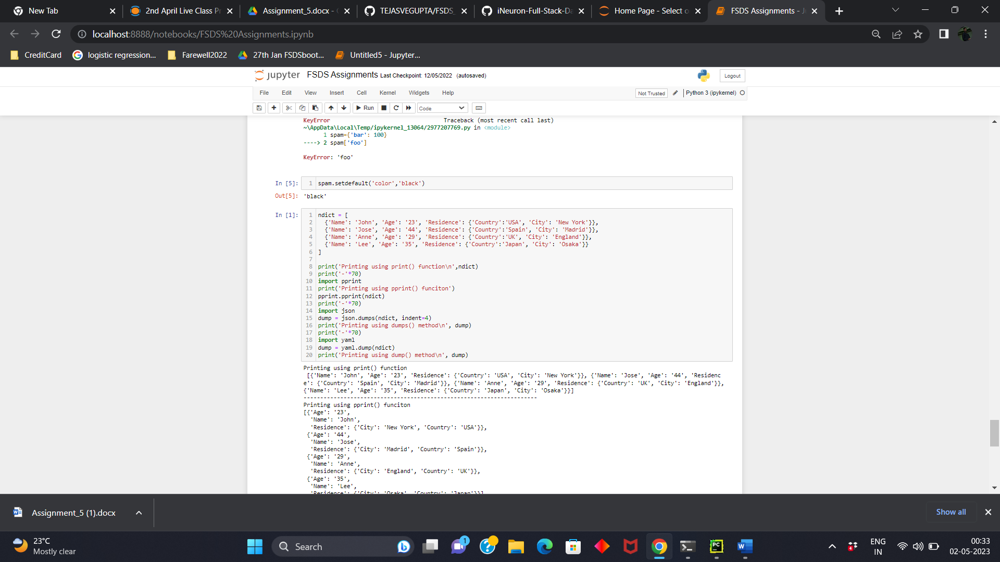 New Tab
2nd April Live Class Pr
Assignment_5.docx -
TEJASVEGUPTA/FSDS_
iNeuron-Full-Stack-Da
Home Page - Select o
FSDS Assignments - J
localhost:8888/notebooks/FSDS%20Assignments.ipynb
CreditCard
logistic regression...
Farewell2022
27th Jan FSDSboot...
Untitled5 - Jupyter...
jupyter FSDS Assignments Last Checkpoint: 12/05/2022 (autosaved)
Logout
File Edit View Insert Cell Kernel Widgets Help
Not Trusted
Python 3 (ipykernel)
Run
Code
KeyError Traceback (most recent call last)
~\AppData\Local\Temp/ipykernel_13064/2977207769.py in <module>
1 spam={'bar': 100}
----> 2 spam['foo']
KeyError: 'foo'
In [5]: 1 spam.setdefault('color','black')
Out[5]: 'black'
In [1]: 1 ndict = [
2 {'Name': 'John', 'Age': '23', 'Residence': {'Country':'USA', 'City': 'New York'}},
3 {'Name': 'Jose', 'Age': '44', 'Residence': {'Country':'Spain', 'City': 'Madrid'}},
4 {'Name': 'Anne', 'Age': '29', 'Residence': {'Country':'UK', 'City': 'England'}},
5 {'Name': 'Lee', 'Age': '35', 'Residence': {'Country':'Japan', 'City': 'Osaka'}}
6 ]
7
8 print('Printing using print() function\n',ndict)
9 print('-'*70)
10 import pprint
11 print('Printing using pprint() funciton')
12 pprint.pprint(ndict)
13 print('-'*70)
14 import json
15 dump = json.dumps(ndict, indent=4)
16 print('Printing using dumps() method\n', dump)
17 print('-'*70)
18 import yaml
19 dump = yaml.dump(ndict)
20 print('Printing using dump() method\n', dump)
Printing using print() function
[{'Name': 'John', 'Age': '23', 'Residence': {'Country': 'USA', 'City': 'New York'}}, {'Name': 'Jose', 'Age': '44', 'Residenc
e': {'Country': 'Spain', 'City': 'Madrid'}}, {'Name': 'Anne', 'Age': '29', 'Residence': {'Country': 'UK', 'City': 'England'}},
{'Name': 'Lee', 'Age': '35', 'Residence': {'Country': 'Japan', 'City': 'Osaka'}}]
----------------------------------------------------------------------
Printing using pprint() funciton
[{'Age': '23',
'Name': 'John',
'Residence': {'City': 'New York', 'Country': 'USA'}},
{'Age': '44',
'Name': 'Jose',
'Residence': {'City': 'Madrid', 'Country': 'Spain'}},
{'Age': '29',
'Name': 'Anne',
'Residence': {'City': 'England', 'Country': 'UK'}},
{'Age': '35',
'Name': 'Lee',
'Residence': {'City': 'Osaka', 'Country': 'Japan'}}]
Assignment_5 (1).docx
Show all
23°C
Mostly clear
Search
1
4
ENG
IN
00:33
02-05-2023